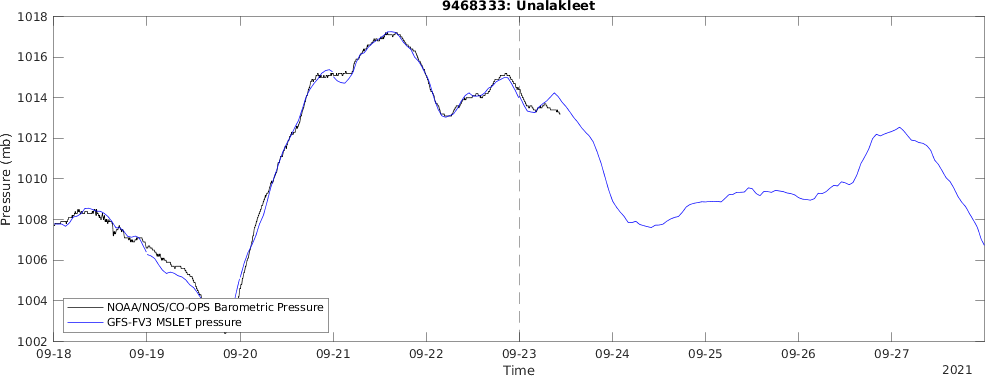 9468333: Unalakleet
1018
1016
1014
1012
1010
1008
1006
1004
1002
Pressure (mb)
NOAA/NOS/CO-OPS Barometric Pressure
GFS-FV3 MSLET pressure
09-18 09-19 09-20 09-21 09-22 09-23 09-24 09-25 09-26 09-27
Time
2021